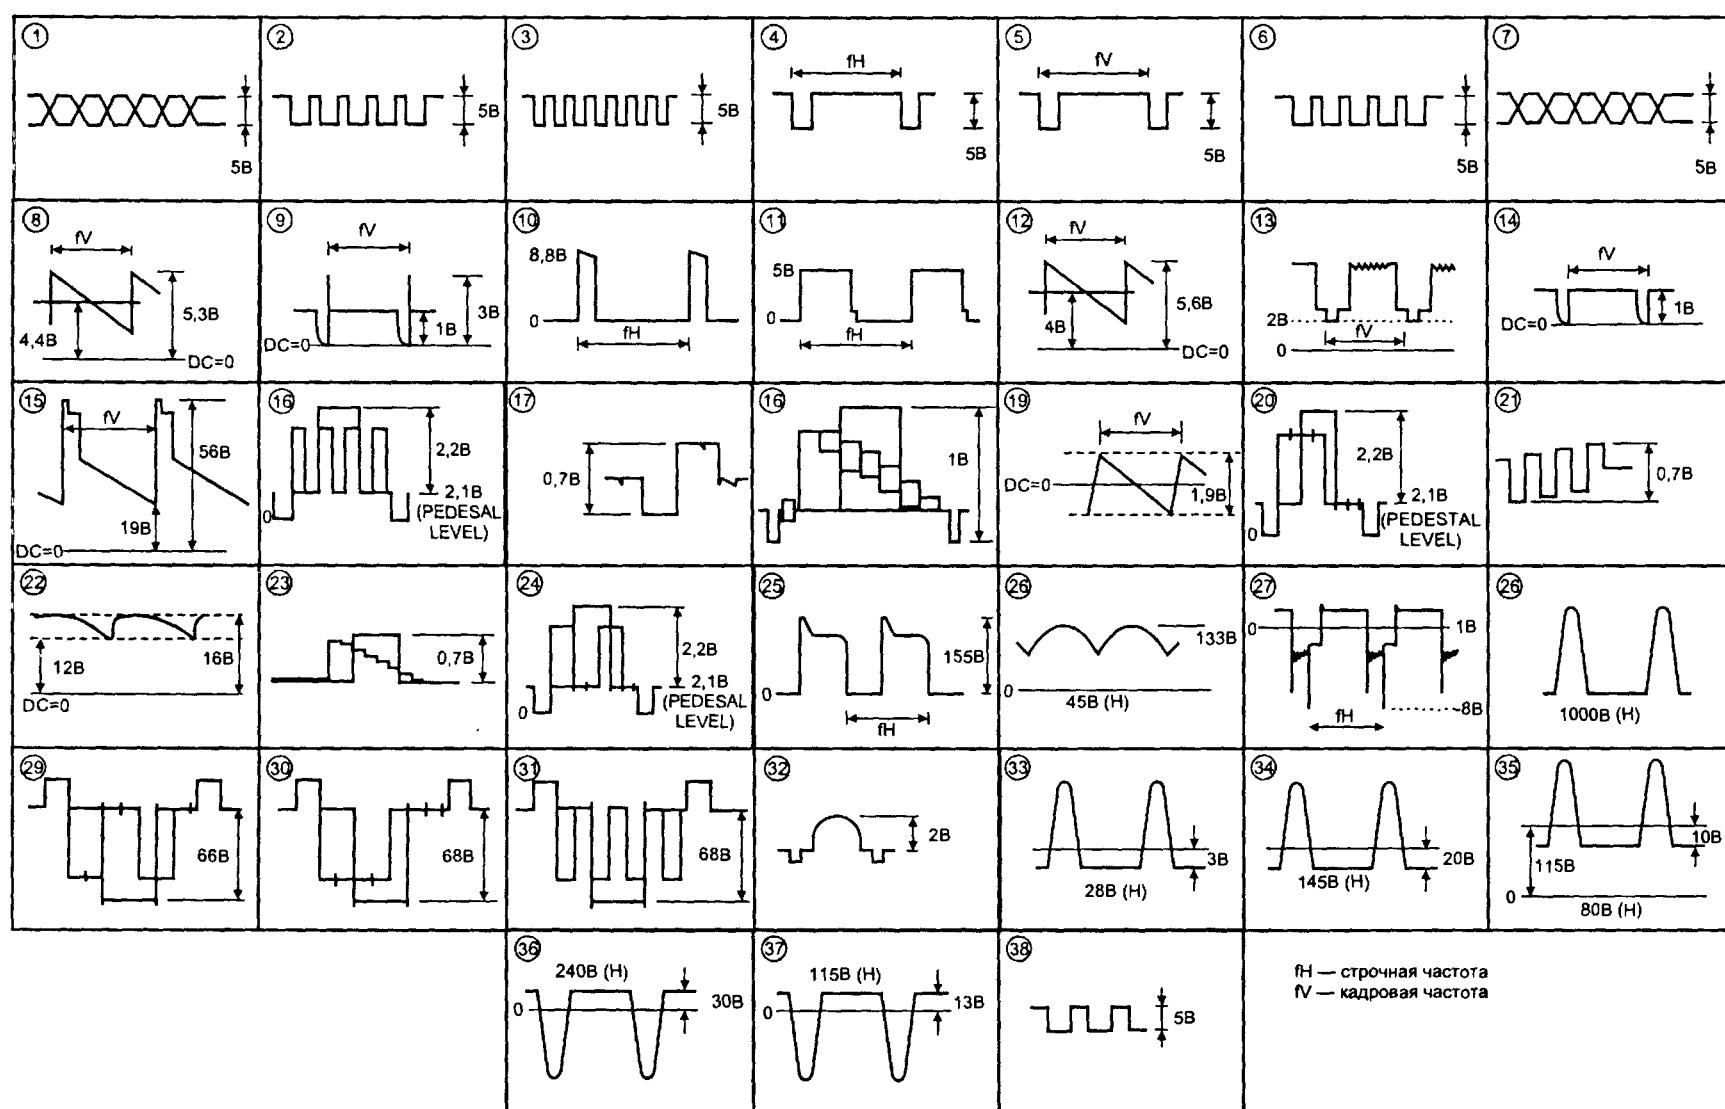 1
5В
2
5В
3
5В
4
fH
5В
5
fV
5В
6
5В
7
5В
8
fV
5,3В
4,4В
DC=0
9
fV
3В
1В
DC=0
10
8,8В
0
fH
11
5В
0
fH
12
fV
5,6В
4В
DC=0
13
2В
fV
0
14
fV
1В
DC=0
15
fV
56В
19В
DC=0
16
2,2В
2,1В
0
(PEDESAL
LEVEL)
17
0,7В
16
1В
19
fV
DC=0
1,9В
20
2,2В
2,1В
0
(PEDESTAL
LEVEL)
21
0,7В
22
12В
16В
DC=0
23
0,7В
24
2,2В
2,1В
0
(PEDESAL
LEVEL)
25
155В
0
fH
26
133В
0
45В (Н)
27
0
1В
-8В
fH
26
1000В (Н)
29
66В
30
68В
31
68В
32
2В
33
3В
28В (Н)
34
20В
145В (Н)
35
10В
115В
0
80В (Н)
36
240В (Н)
0
30В
37
115В (Н)
0
13В
38
5В
fH — строчная частота
fV — кадровая частота